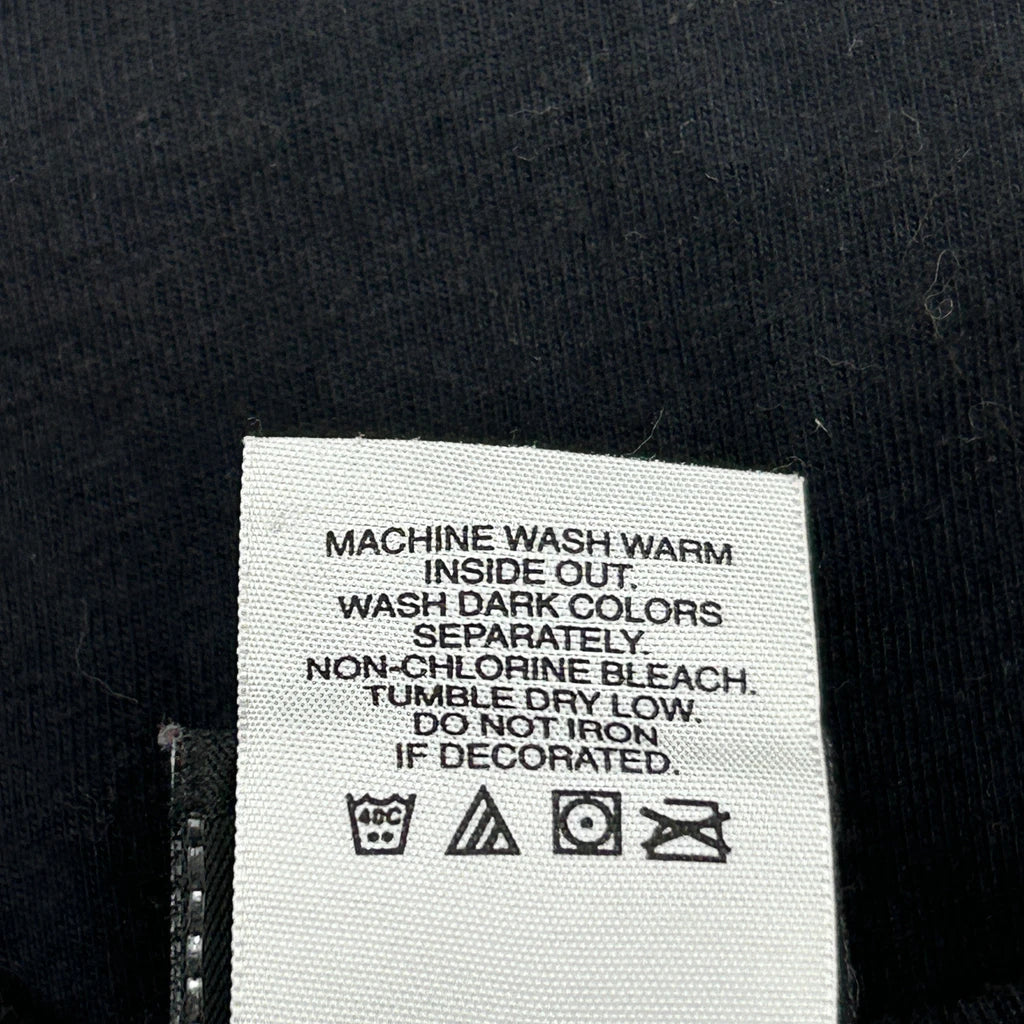 MACHINE WASH WARM
INSIDE OUT.
WASH DARK COLORS
SEPARATELY.
NON-CHLORINE BLEACH.
TUMBLE DRY LOW.
DO NOT IRON
IF DECORATED.
40C